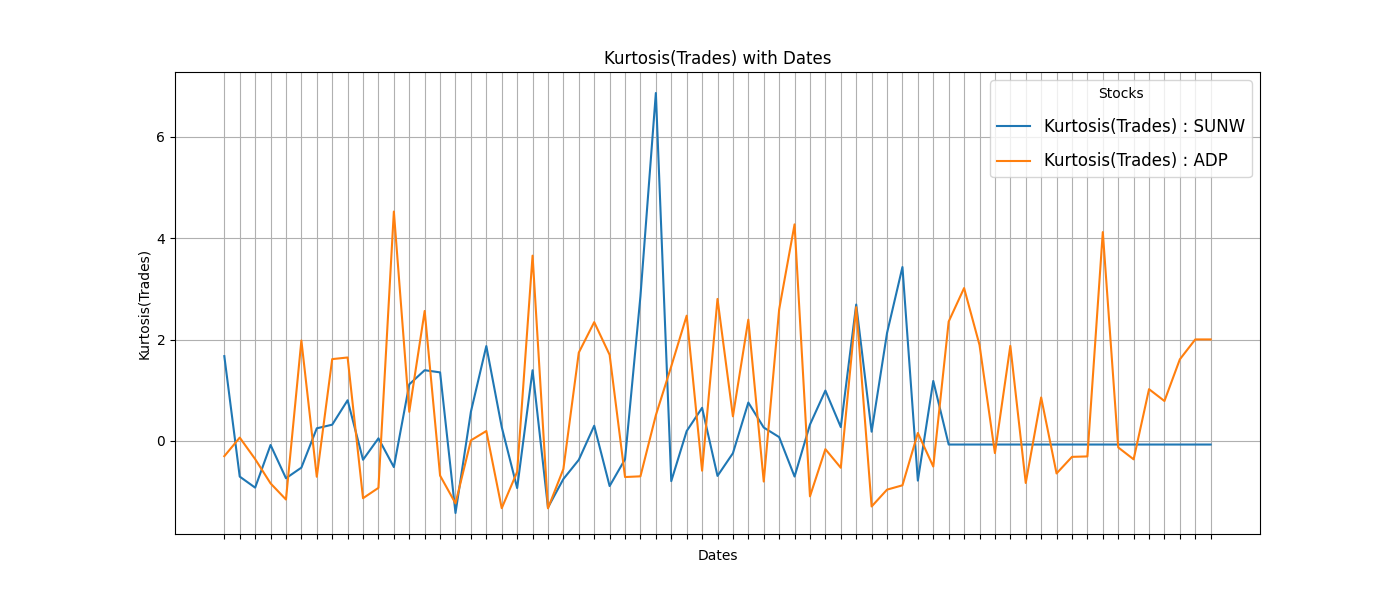 Kurtosis(Trades) with Dates
Stocks
Kurtosis(Trades) : SUNW
Kurtosis(Trades) : ADP
6
4
2
0
Kurtosis(Trades)
Dates